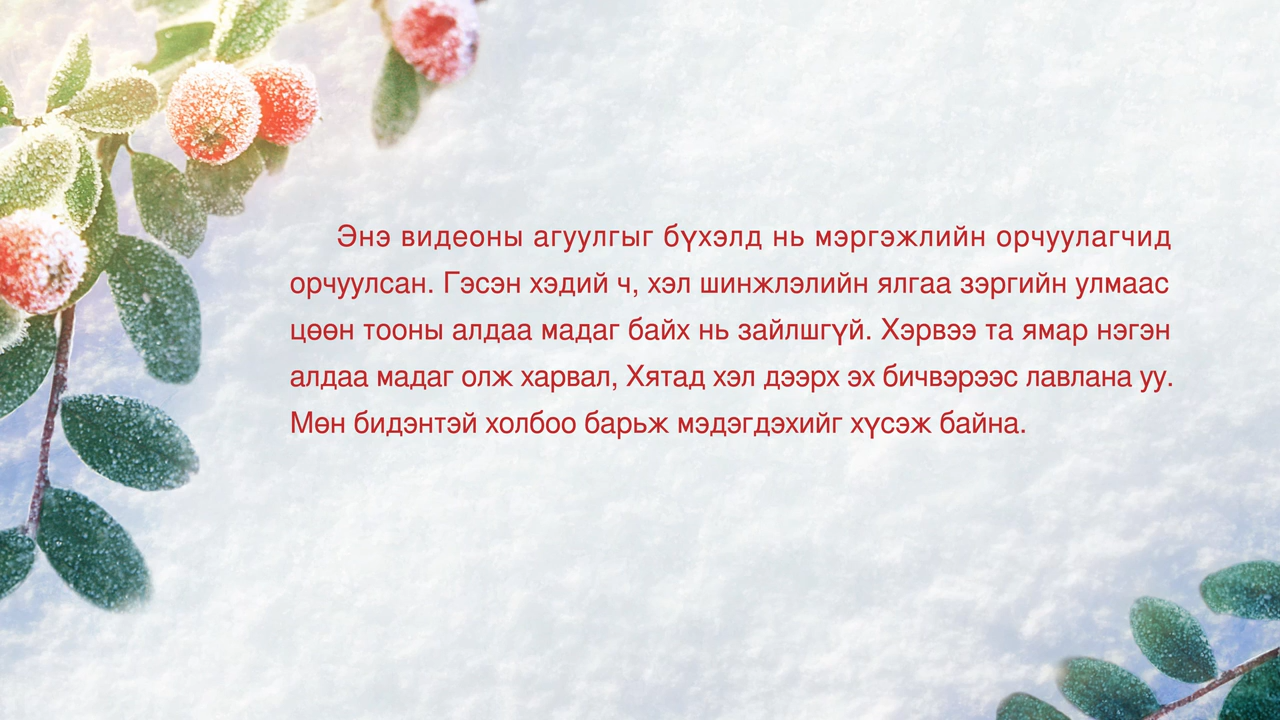 Энэ видеоны агуулгыг бүхэлд нь мэргэжлийн орчуулагчид
орчуулсан. Гэсэн хэдий ч, хэл шинжлэлийн ялгаа зэргийн улмаас
цөөн тооны алдаа мадаг байх нь зайлшгүй. Хэрвээ та ямар нэгэн
алдаа мадаг олж харвал, Хятад хэл дээрх эх бичвэрээс лавлана уу.
Мөн бидэнтэй холбоо барьж мэдэгдэхийг хүсэж байна.